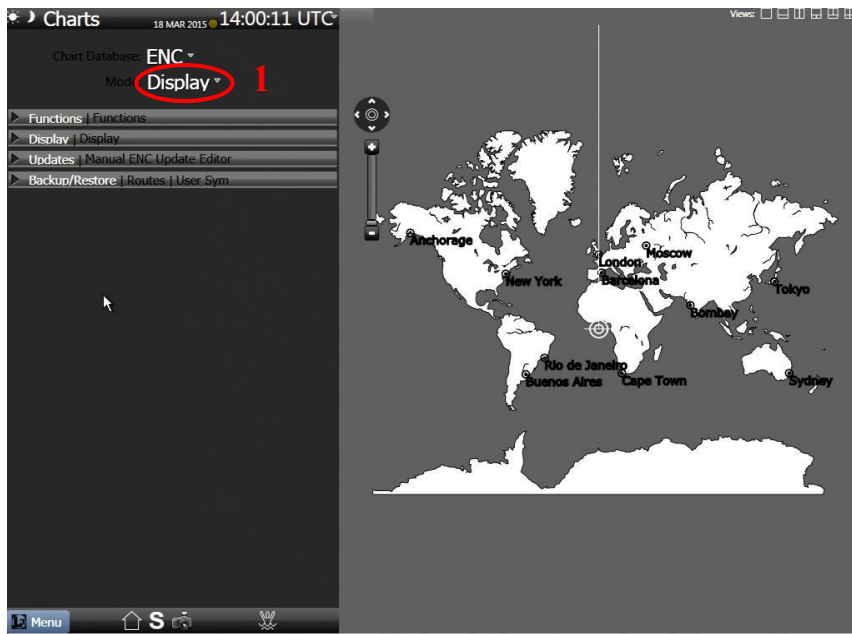 Charts 18 MAR 2015 14:00:11 UTC
Views:
Chart Database: ENC
Mode: Display
1
Functions | Functions
Display | Display
Updates | Manual ENC Update Editor
Backup/Restore | Routes | User Sym
Anchorage
Moscow
London
New York
Barcelona
Tokyo
Bombay
Rio de Janeiro
Buenos Aires
Cape Town
Sydney
Menu
S